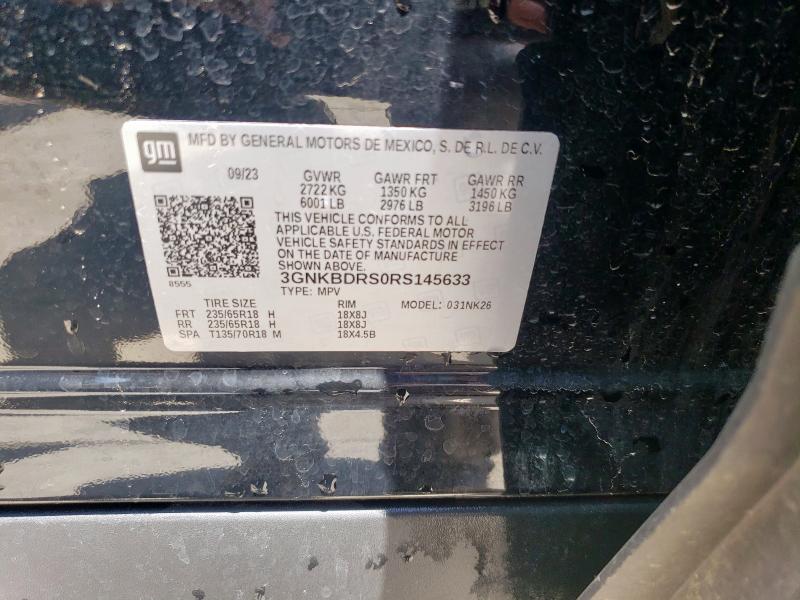 gm MFD BY GENERAL MOTORS DE MEXICO, S. DE R.L. DE C.V.
09/23 GVWR GAWR FRT GAWR RR
2722 KG 1350 KG 1450 KG
6001 LB 2976 LB 3196 LB
THIS VEHICLE CONFORMS TO ALL
APPLICABLE U.S. FEDERAL MOTOR
VEHICLE SAFETY STANDARDS IN EFFECT
ON THE DATE OF MANUFACTURE
SHOWN ABOVE.
8555
3GNKBDRS0RS145633
TYPE: MPV
TIRE SIZE RIM MODEL: 031NK26
FRT 235/65R18 H 18X8J
RR 235/65R18 H 18X8J
SPA T135/70R18 M 18X4.5B